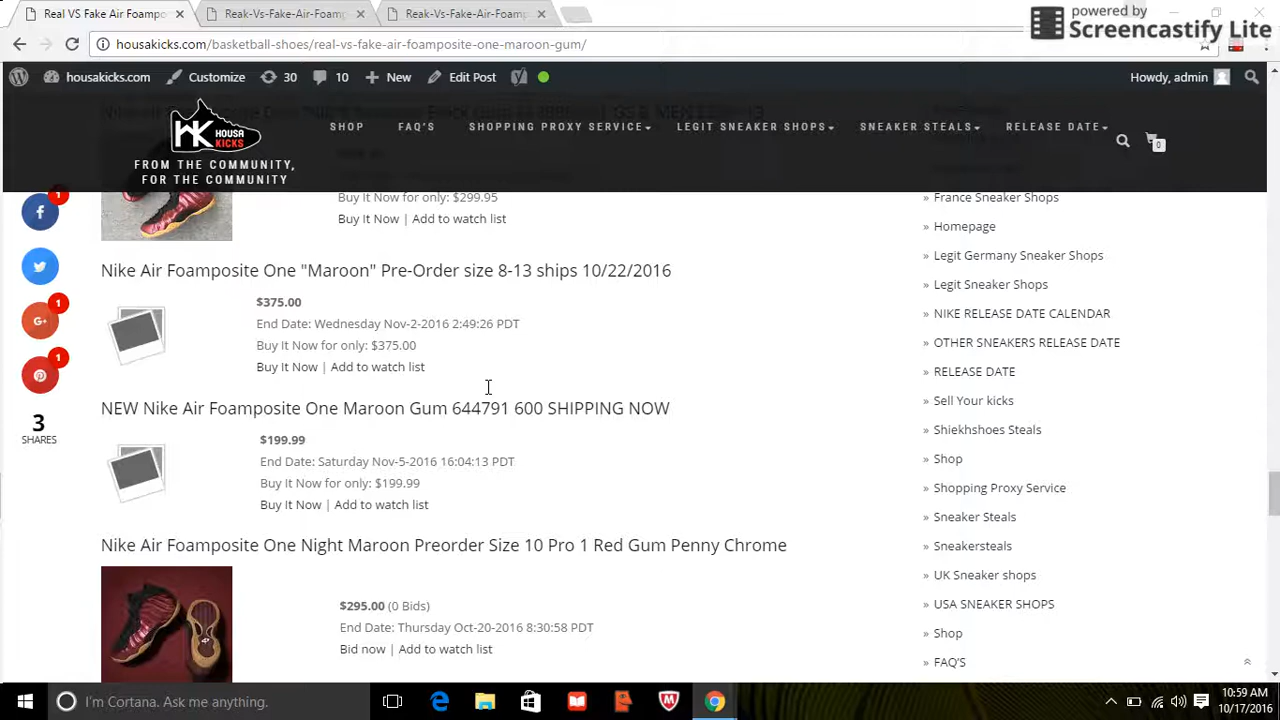 Real VS Fake Air Foampo
Reak-Vs-Fake-Air-Foam
Reak-Vs-Fake-Air-Foam
powered by
Screencastify Lite
housakicks.com/basketball-shoes/real-vs-fake-air-foamposite-one-maroon-gum/
housakicks.com
Customize
30
10
New
Edit Post
Howdy, admin
HK HOUSA KICKS
FROM THE COMMUNITY,
FOR THE COMMUNITY
SHOP
FAQ'S
SHOPPING PROXY SERVICE
LEGIT SNEAKER SHOPS
SNEAKER STEALS
RELEASE DATE
0
Buy It Now for only: $299.95
Buy It Now | Add to watch list
Nike Air Foamposite One "Maroon" Pre-Order size 8-13 ships 10/22/2016
$375.00
End Date: Wednesday Nov-2-2016 2:49:26 PDT
Buy It Now for only: $375.00
Buy It Now | Add to watch list
NEW Nike Air Foamposite One Maroon Gum 644791 600 SHIPPING NOW
$199.99
End Date: Saturday Nov-5-2016 16:04:13 PDT
Buy It Now for only: $199.99
Buy It Now | Add to watch list
Nike Air Foamposite One Night Maroon Preorder Size 10 Pro 1 Red Gum Penny Chrome
$295.00 (0 Bids)
End Date: Thursday Oct-20-2016 8:30:58 PDT
Bid now | Add to watch list
1
1
1
3
SHARES
» France Sneaker Shops
» Homepage
» Legit Germany Sneaker Shops
» Legit Sneaker Shops
» NIKE RELEASE DATE CALENDAR
» OTHER SNEAKERS RELEASE DATE
» RELEASE DATE
» Sell Your kicks
» Shiekhshoes Steals
» Shop
» Shopping Proxy Service
» Sneaker Steals
» Sneakersteals
» UK Sneaker shops
» USA SNEAKER SHOPS
» Shop
» FAQ'S
I'm Cortana. Ask me anything.
10:59 AM
10/17/2016